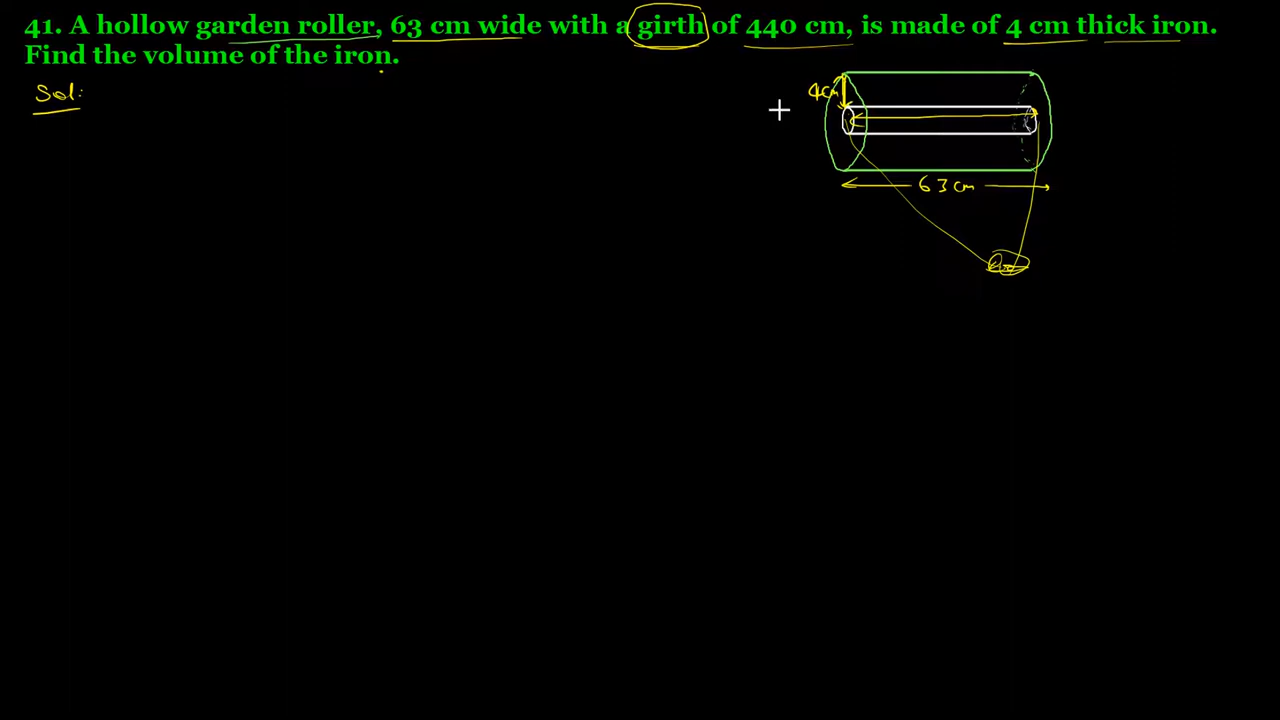 41. A hollow garden roller, 63 cm wide with a girth of 440 cm, is made of 4 cm thick iron.
Find the volume of the iron.
Sol:
4cm
63 cm